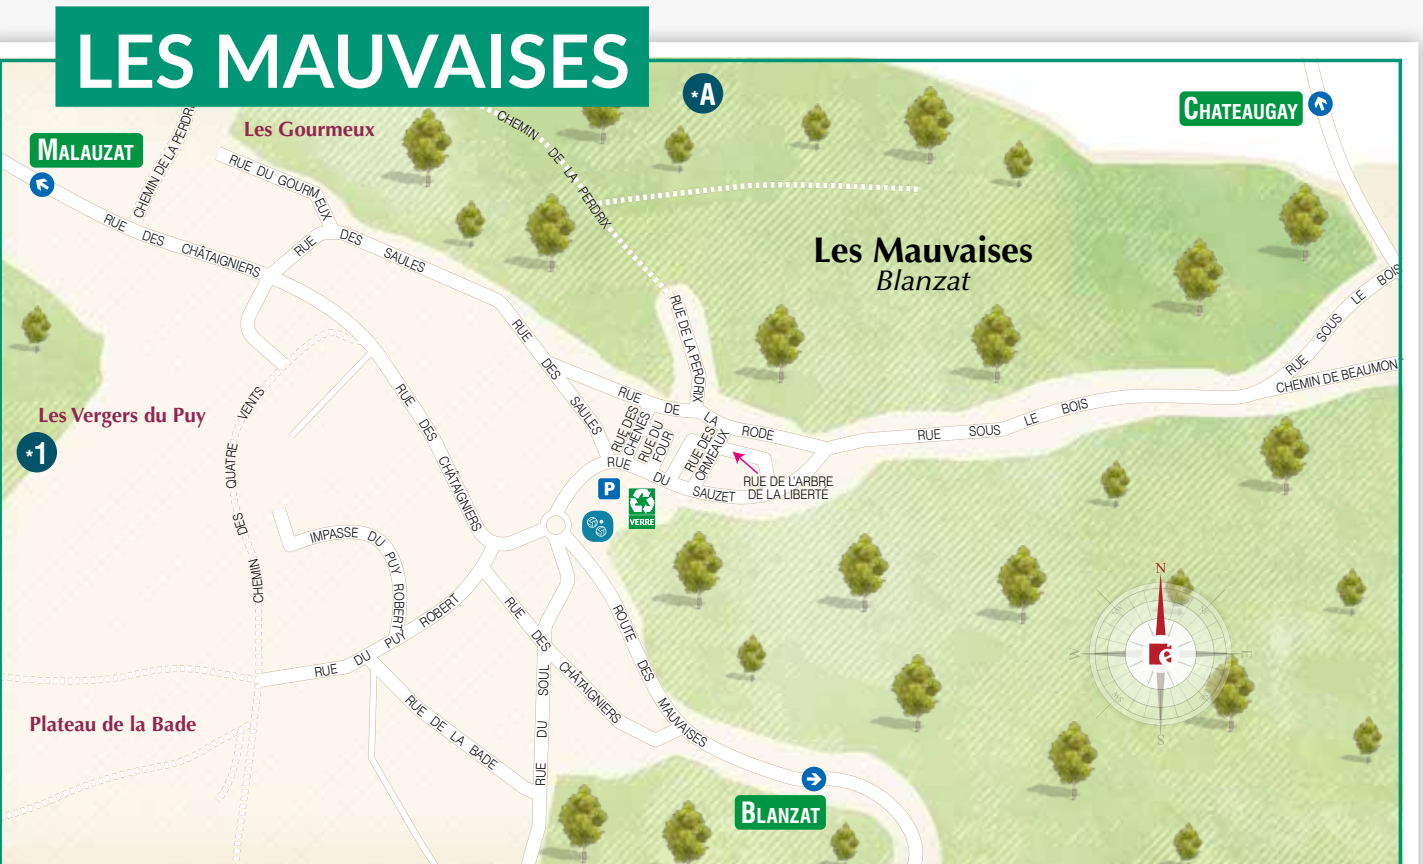 LES MAUVAISES
*A
CHATEAUGAY
Les Gourmeux
MALAUZAT
CHEMIN DE LA PERDRI
CHEMIN DE LA PERDRIX
RUE DU GOURMEUX
RUE DES CHÂTAIGNIERS
RUE DES SAULES
Les Mauvaises
Blanzat
RUE SOUS LE BOIS
CHEMIN DE BEAUMON
RUE DE LA PERDRIX
RUE DES SAULES
RUE DE LA RODE
RUE SOUS LE BOIS
Les Vergers du Puy
*1
CHEMIN DES QUATRE VENTS
RUE DES CHÂTAIGNIERS
RUE DES
CHÊNES
RUE DU
FOUR
RUE DES
ORMEAUX
RUE DU SAUZET
RUE DE L'ARBRE
DE LA LIBERTÉ
P
VERRE
IMPASSE DU PUY ROBERT
RUE DU PUY ROBERT
RUE DES CHÂTAIGNIERS
ROUTE DES MAUVAISES
RUE DU SOUL
RUE DE LA BADE
Plateau de la Bade
BLANZAT
N
E
S
W